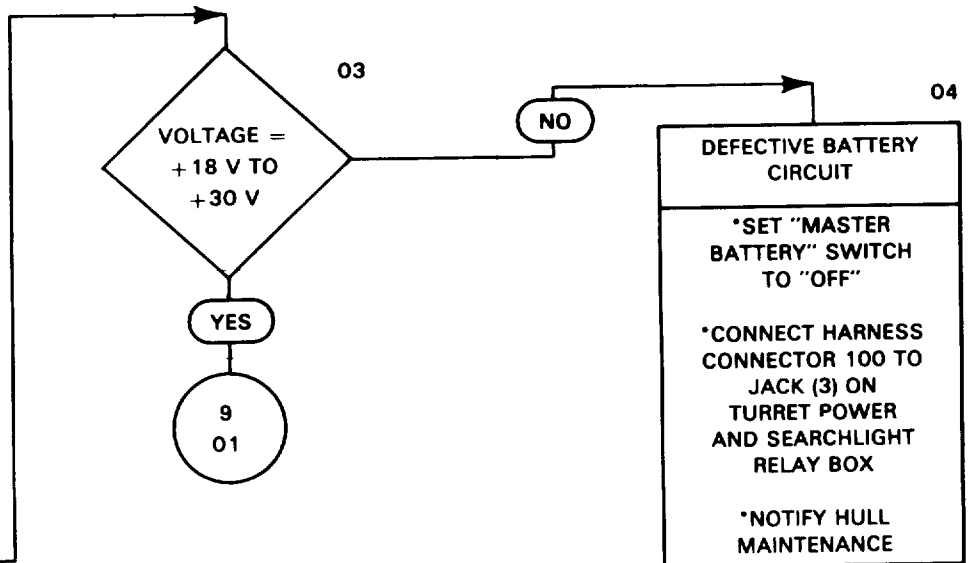 03
VOLTAGE =
+18 V TO
+30 V
YES
9
01
NO
04
DEFECTIVE BATTERY
CIRCUIT
*SET "MASTER
BATTERY" SWITCH
TO "OFF"
*CONNECT HARNESS
CONNECTOR 100 TO
JACK (3) ON
TURRET POWER
AND SEARCHLIGHT
RELAY BOX
*NOTIFY HULL
MAINTENANCE